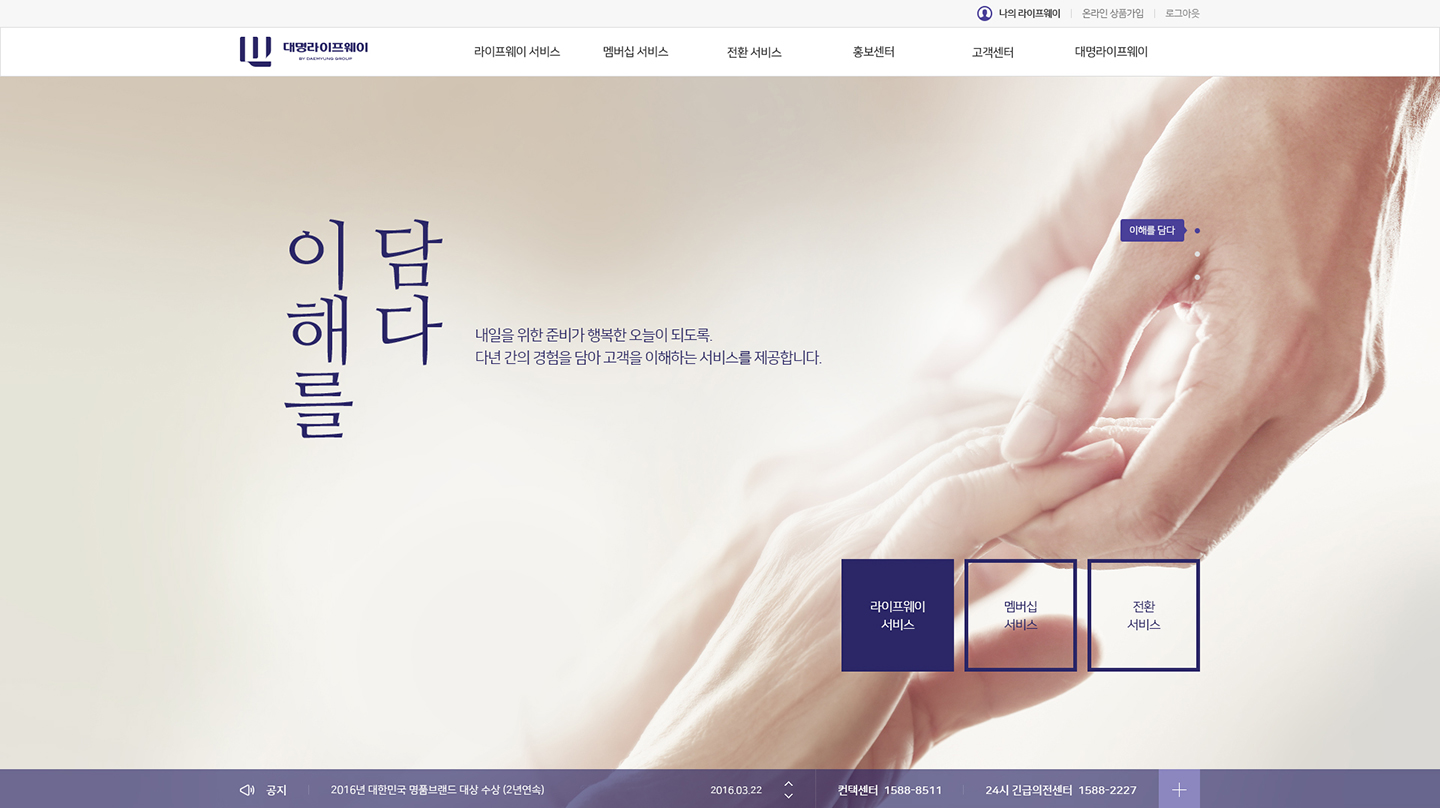 나의 라이프웨이
온라인 상품가입
로그아웃
대명라이프웨이
BY DAEMYUNG GROUP
라이프웨이 서비스
멤버십 서비스
전환 서비스
홍보센터
고객센터
대명라이프웨이
이해를
담다
내일을 위한 준비가 행복한 오늘이 되도록.
다년 간의 경험을 담아 고객을 이해하는 서비스를 제공합니다.
이해를 담다
라이프웨이
서비스
멤버십
서비스
전환
서비스
공지
2016년 대한민국 명품브랜드 대상 수상 (2년연속)
2016.03.22
컨택센터 1588-8511
24시 긴급의전센터 1588-2227